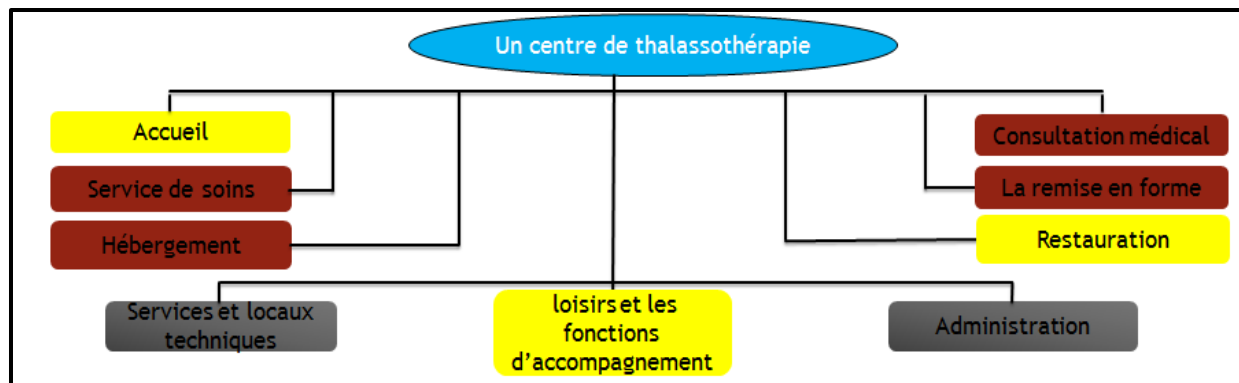 Un centre de thalassothérapie
Accueil
Consultation médical
Service de soins
La remise en forme
Hébergement
Restauration
Services et locaux
techniques
loisirs et les
fonctions
d'accompagnement
Administration